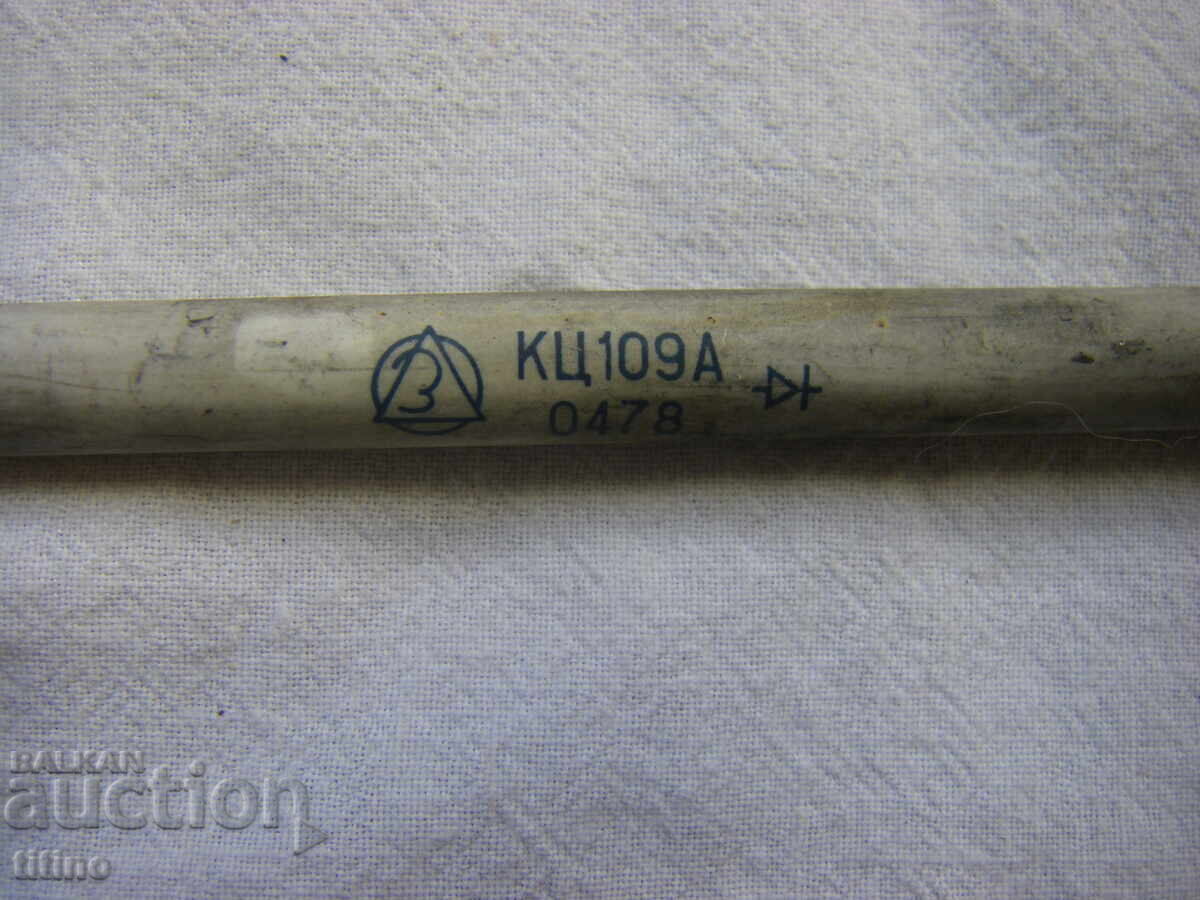 КЦ109А
0478
BALKAN
auction
titino